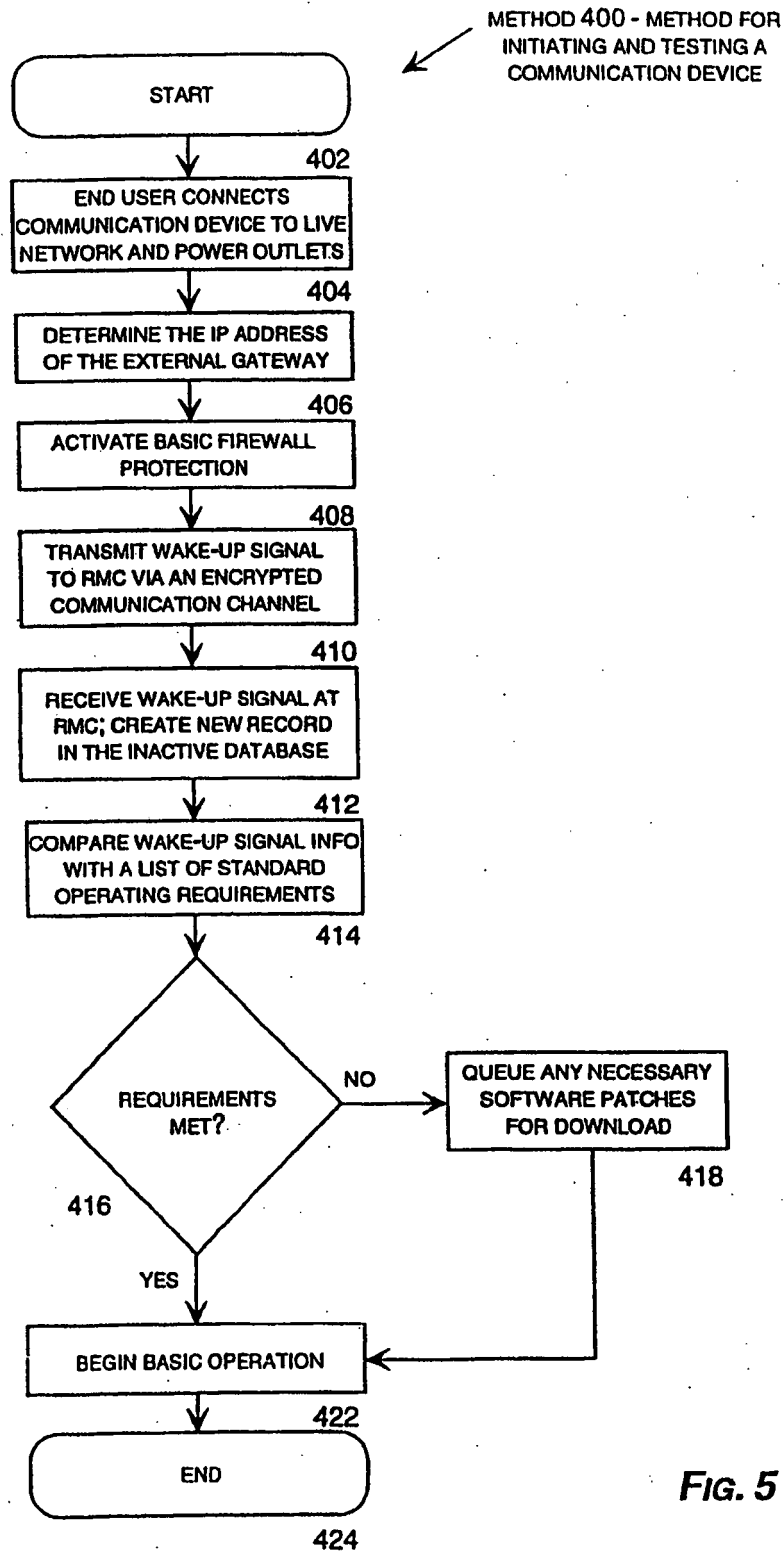 METHOD 400 - METHOD FOR
INITIATING AND TESTING A
COMMUNICATION DEVICE
START
402
END USER CONNECTS
COMMUNICATION DEVICE TO LIVE
NETWORK AND POWER OUTLETS
404
DETERMINE THE IP ADDRESS
OF THE EXTERNAL GATEWAY
406
ACTIVATE BASIC FIREWALL
PROTECTION
408
TRANSMIT WAKE-UP SIGNAL
TO RMC VIA AN ENCRYPTED
COMMUNICATION CHANNEL
410
RECEIVE WAKE-UP SIGNAL AT
RMC; CREATE NEW RECORD
IN THE INACTIVE DATABASE
412
COMPARE WAKE-UP SIGNAL INFO
WITH A LIST OF STANDARD
OPERATING REQUIREMENTS
414
REQUIREMENTS
MET?
416
NO
QUEUE ANY NECESSARY
SOFTWARE PATCHES
FOR DOWNLOAD
418
YES
BEGIN BASIC OPERATION
422
END
424
FIG. 5